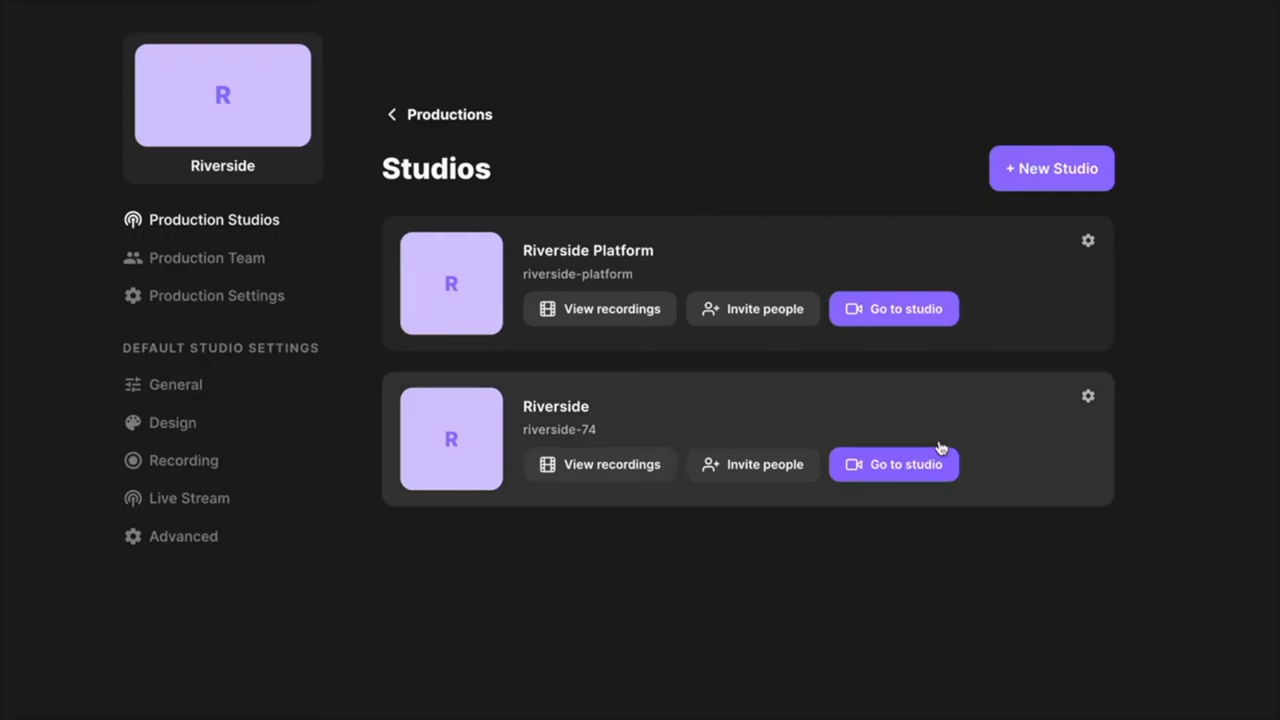 R
Riverside
Production Studios
Production Team
Production Settings
DEFAULT STUDIO SETTINGS
General
Design
Recording
Live Stream
Advanced
Productions
Studios
+ New Studio
R
Riverside Platform
riverside-platform
View recordings
Invite people
Go to studio
R
Riverside
riverside-74
View recordings
Invite people
Go to studio